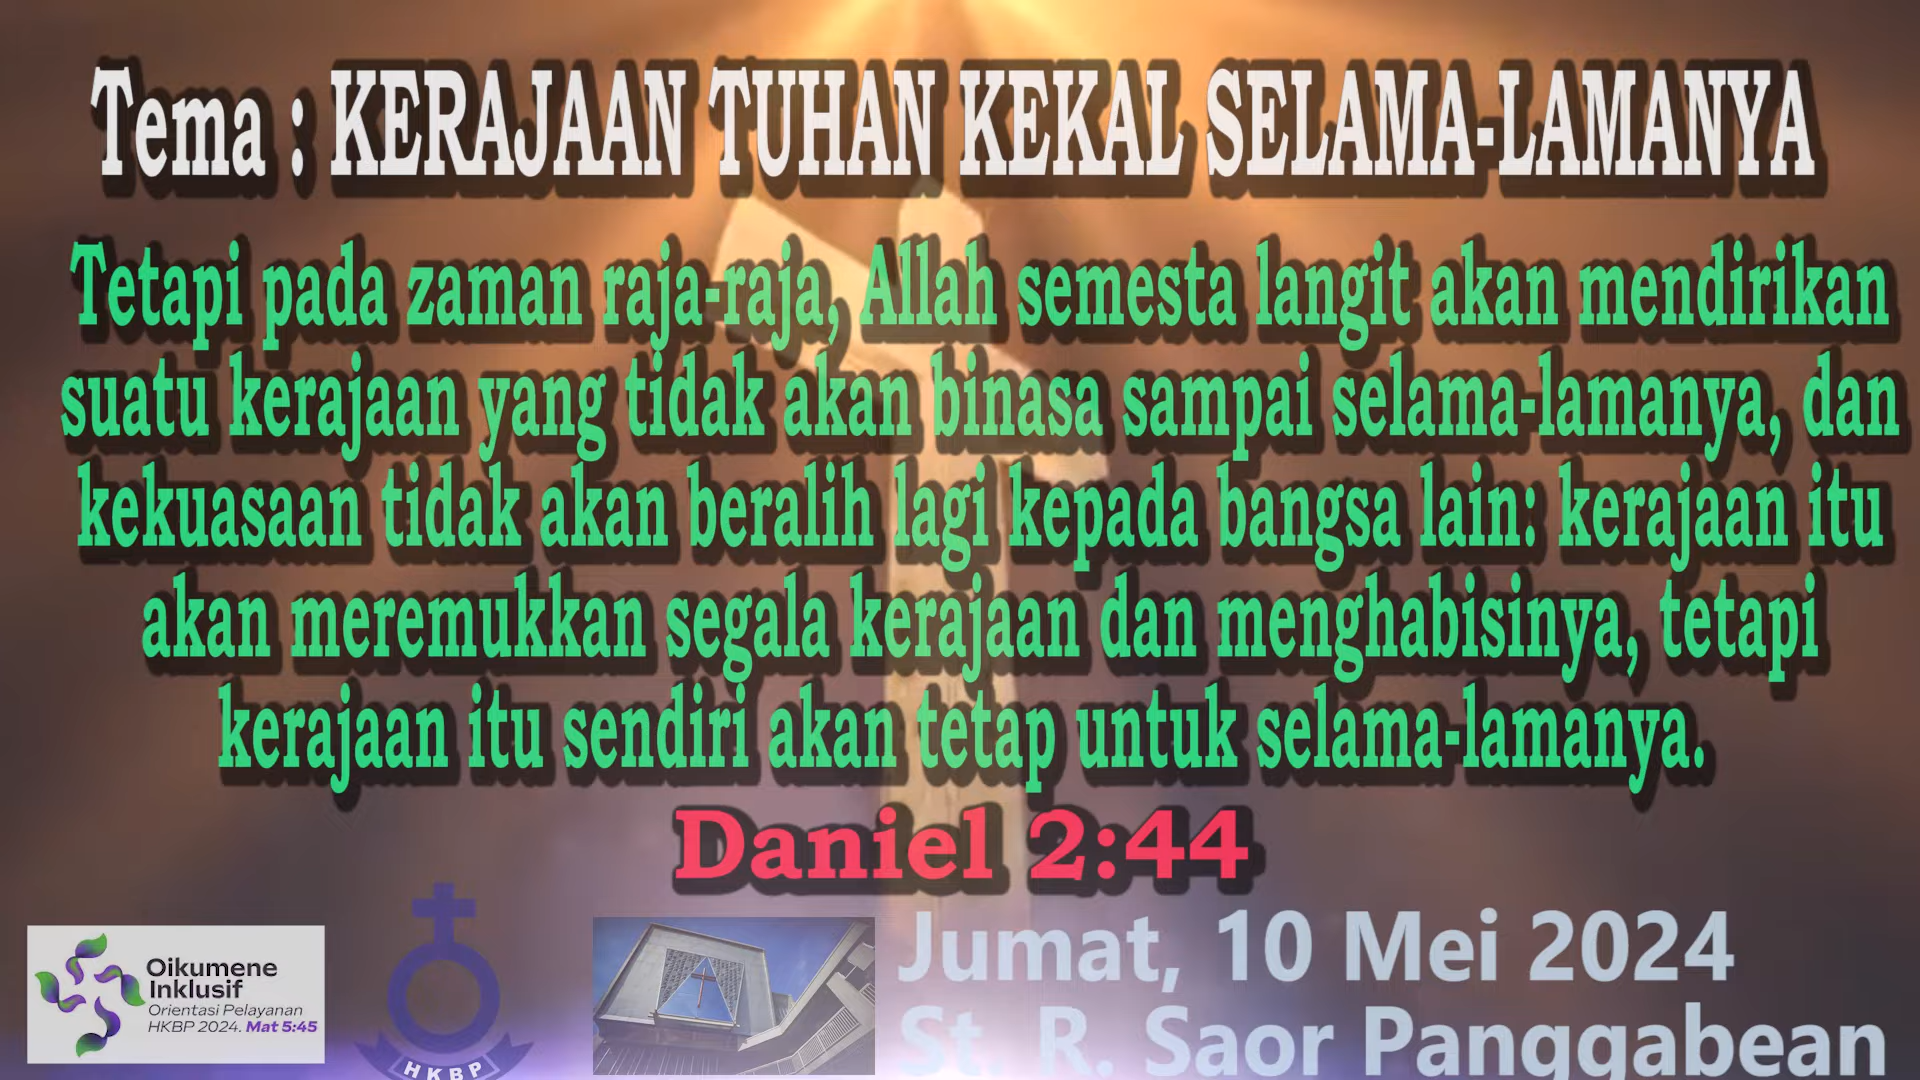 Tema : KERAJAAN TUHAN KEKAL SELAMA-LAMANYA
Tetapi pada zaman raja-raja, Allah semesta langit akan mendirikan
suatu kerajaan yang tidak akan binasa sampai selama-lamanya, dan
kekuasaan tidak akan beralih lagi kepada bangsa lain: kerajaan itu
akan meremukkan segala kerajaan dan menghabisinya, tetapi
kerajaan itu sendiri akan tetap untuk selama-lamanya.
Daniel 2:44
Oikumene
Inklusif
Orientasi Pelayanan
HKBP 2024. Mat 5:45
HKBP
Jumat, 10 Mei 2024
St. R. Saor Panggabean